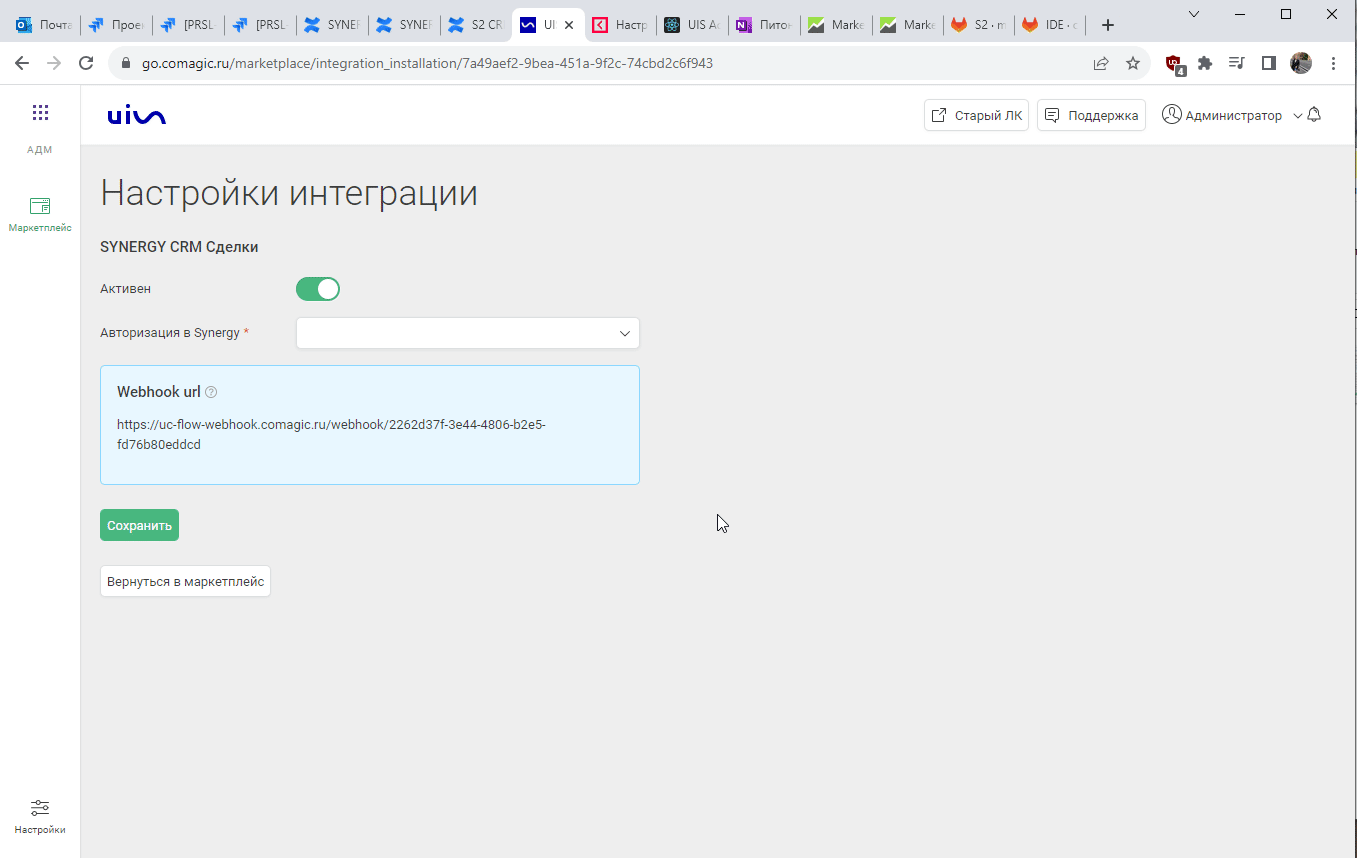 Почта
Проек
[PRSL
[PRSL
SYNER
SYNER
S2 CR
UI
Настр
UIS Ac
Питон
Marke
Marke
S2 · m
IDE · c
go.comagic.ru/marketplace/integration_installation/7a49aef2-9bea-451a-9f2c-74cbd2c6f943
4
uis
Старый ЛК
Поддержка
Администратор
АДМ
Маркетплейс
Настройки интеграции
SYNERGY CRM Сделки
Активен
Авторизация в Synergy *
Webhook url
https://uc-flow-webhook.comagic.ru/webhook/2262d37f-3e44-4806-b2e5-
fd76b80eddcd
Сохранить
Вернуться в маркетплейс
Настройки